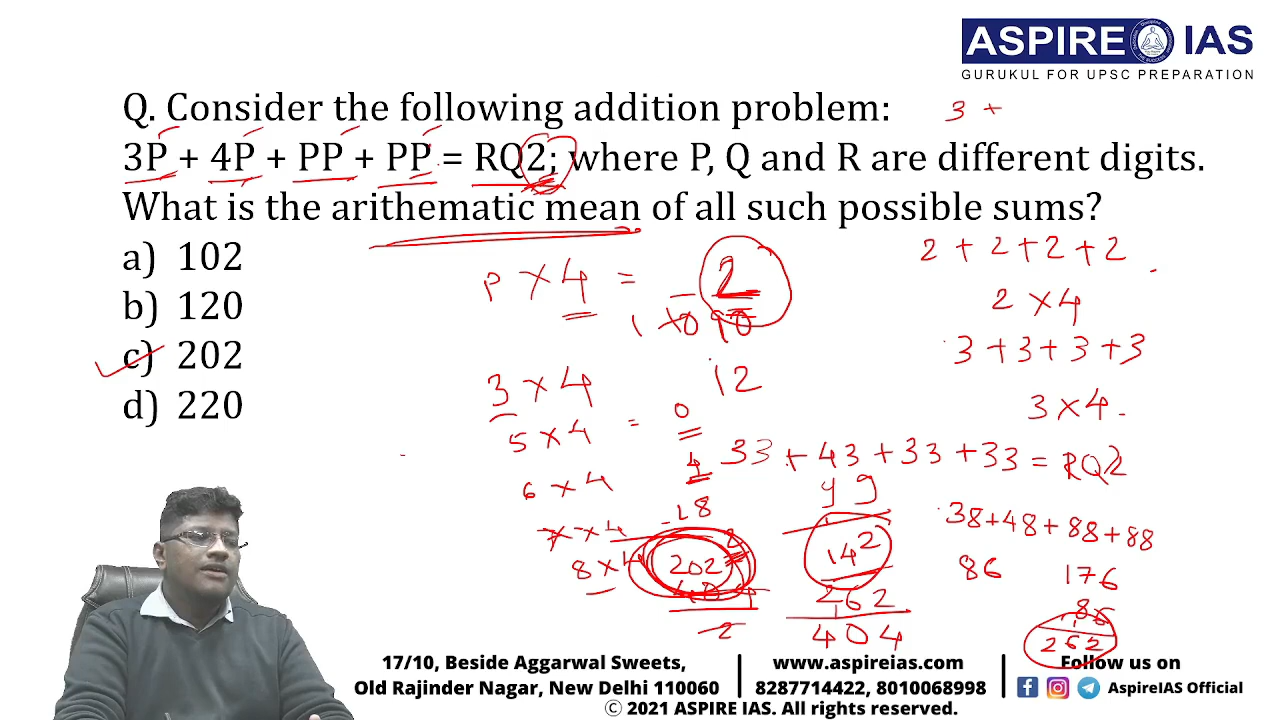 ASPIRE IAS
GURUKUL FOR UPSC PREPARATION
Q. Consider the following addition problem:
3 +
3P + 4P + PP + PP = RQ2; where P, Q and R are different digits.
What is the arithematic mean of all such possible sums?
a) 102
b) 120
c) 202
d) 220
2 + 2 + 2 + 2
P × 4 = 2
2 × 4
3 + 3 + 3 + 3
3 × 4 12
3 × 4
5 × 4 = 0
33 + 43 + 33 + 33 = RQ2
6 × 4 4
38+48+88+88
8 × 4
202
142
86 176
262
404
86
262
17/10, Beside Aggarwal Sweets,
Old Rajinder Nagar, New Delhi 110060
www.aspireias.com
8287714422, 8010068998
Follow us on
AspireIAS Official
© 2021 ASPIRE IAS. All rights reserved.